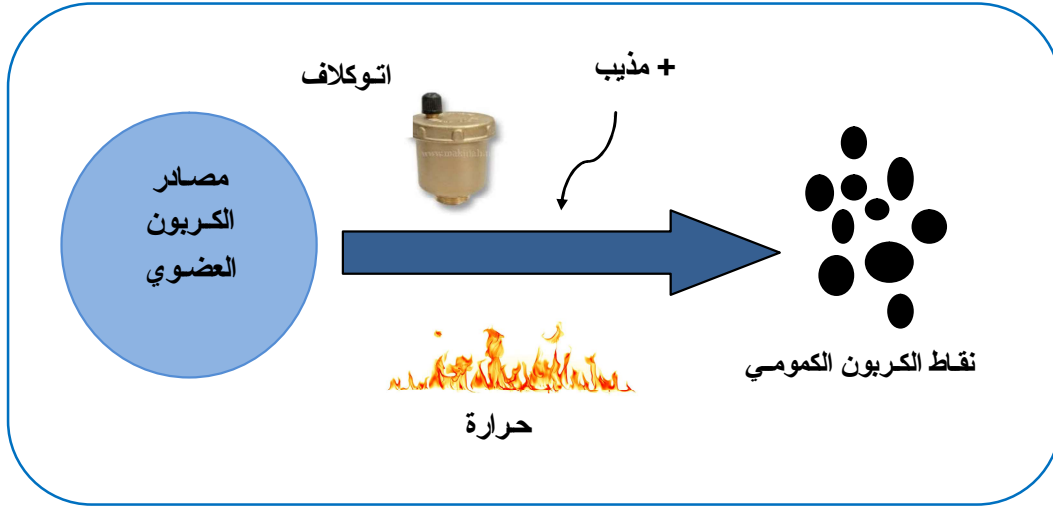 اتوكلاف
+ مذيب
مصادر
الكربون
العضوي
نقاط الكربون الكمومي
حرارة